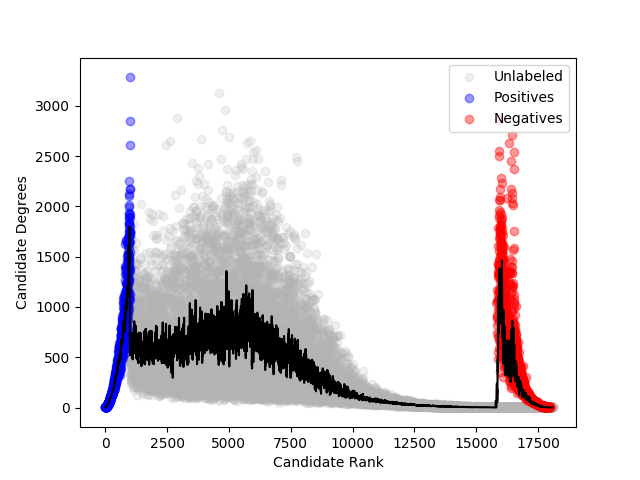 Unlabeled
Positives
Negatives
Candidate Degrees
3000
2500
2000
1500
1000
500
0
0 2500 5000 7500 10000 12500 15000 17500
Candidate Rank